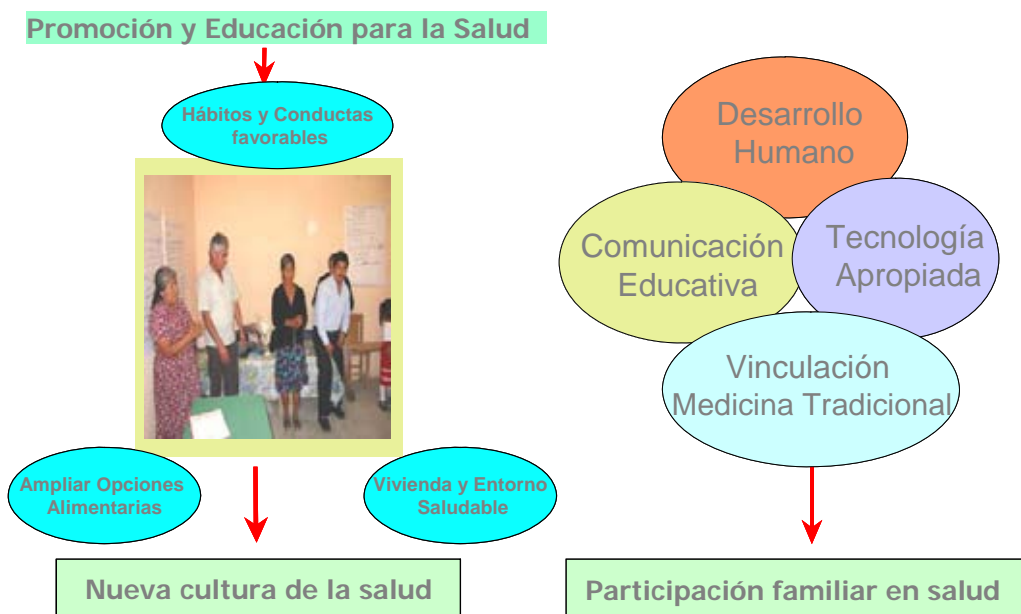 Promoción y Educación para la Salud
Hábitos y Conductas
favorables
Ampliar Opciones
Alimentarias
Vivienda y Entorno
Saludable
Nueva cultura de la salud
Desarrollo
Humano
Comunicación
Educativa
Tecnología
Apropiada
Vinculación
Medicina Tradicional
Participación familiar en salud